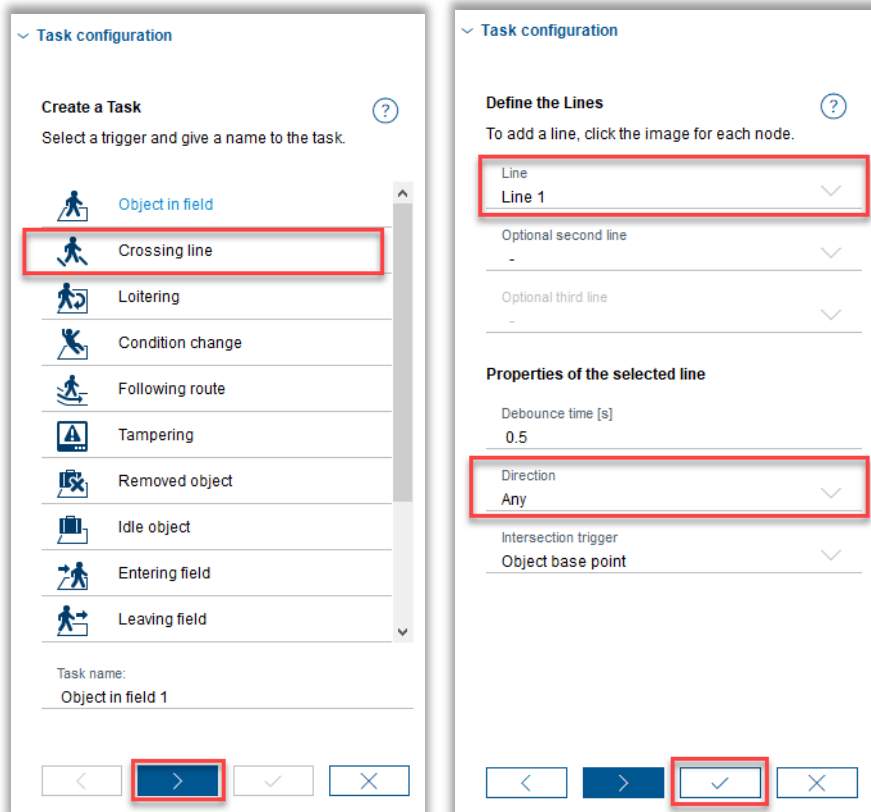 Task configuration
Create a Task
?
Select a trigger and give a name to the task.
Object in field
Crossing line
Loitering
Condition change
Following route
Tampering
Removed object
Idle object
Entering field
Leaving field
Task name:
Object in field 1
Task configuration
Define the Lines
?
To add a line, click the image for each node.
Line
Line 1
Optional second line
-
Optional third line
-
Properties of the selected line
Debounce time [s]
0.5
Direction
Any
Intersection trigger
Object base point